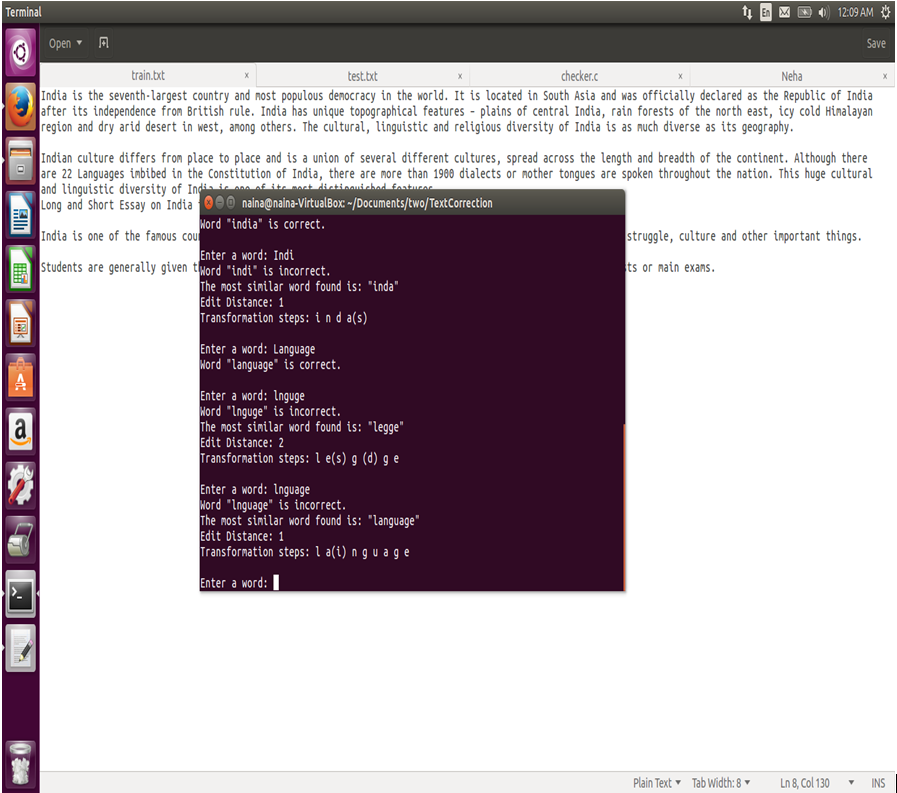 Terminal
En
12:09 AM
Open
Save
train.txt
test.txt
checker.c
Neha
India is the seventh-largest country and most populous democracy in the world. It is located in South Asia and was officially declared as the Republic of India
after its independence from British rule. India has unique topographical features – plains of central India, rain forests of the north east, icy cold Himalayan
region and dry arid desert in west, among others. The cultural, linguistic and religious diversity of India is as much diverse as its geography.
Indian culture differs from place to place and is a union of several different cultures, spread across the length and breadth of the continent. Although there
are 22 Languages imbibed in the Constitution of India, there are more than 1900 dialects or mother tongues are spoken throughout the nation. This huge cultural
and linguistic diversity of India is one of its most distinguished features.
Long and Short Essay on India
India is one of the famous cou
struggle, culture and other important things.
Students are generally given t
sts or main exams.
naina@naina-VirtualBox: ~/Documents/two/TextCorrection
Word "india" is correct.
Enter a word: Indi
Word "indi" is incorrect.
The most similar word found is: "inda"
Edit Distance: 1
Transformation steps: i n d a(s)
Enter a word: Language
Word "language" is correct.
Enter a word: lnguge
Word "lnguge" is incorrect.
The most similar word found is: "legge"
Edit Distance: 2
Transformation steps: l e(s) g (d) g e
Enter a word: lnguage
Word "lnguage" is incorrect.
The most similar word found is: "language"
Edit Distance: 1
Transformation steps: l a(i) n g u a g e
Enter a word:
Plain Text
Tab Width: 8
Ln 8, Col 130
INS